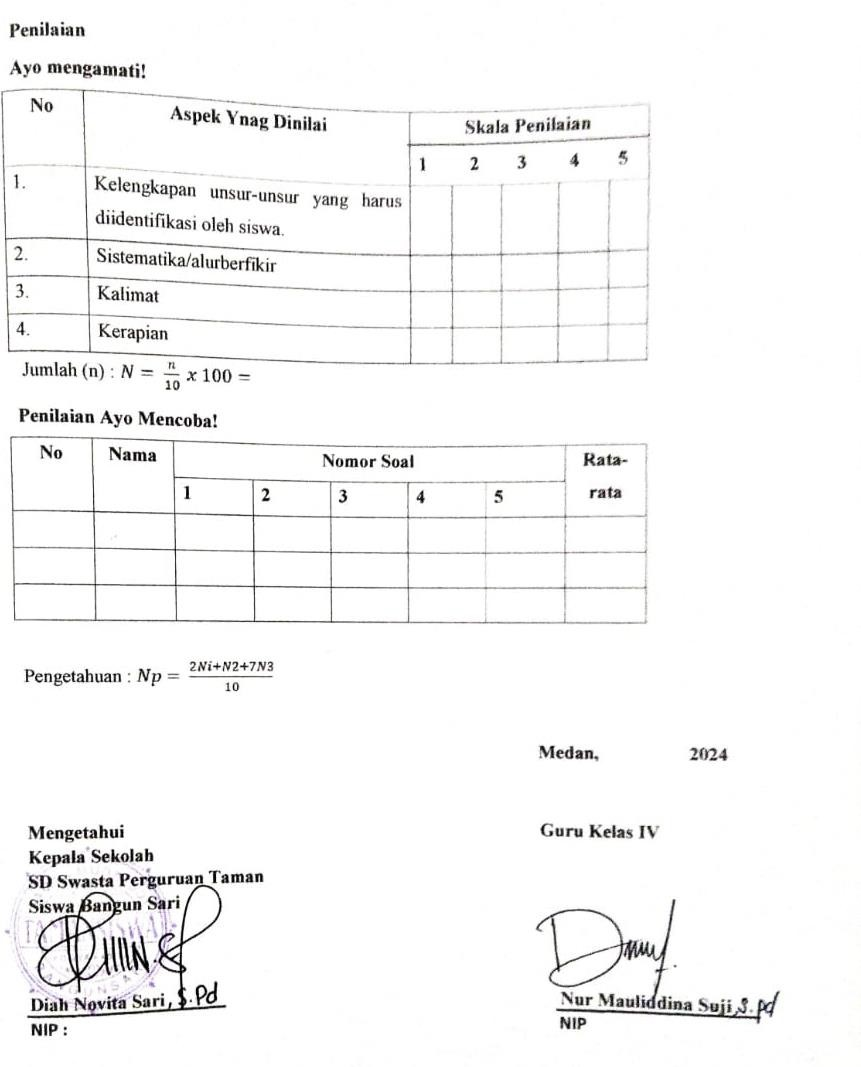 Penilaian
Ayo mengamati!
No Aspek Ynag Dinilai Skala Penilaian
1 2 3 4 5
1. Kelengkapan unsur-unsur yang harus
diidentifikasi oleh siswa.
2. Sistematika/alurberfikir
3. Kalimat
4. Kerapian
Jumlah (n) : N = n/10 x 100 =
Penilaian Ayo Mencoba!
No Nama Nomor Soal Rata-
1 2 3 4 5 rata
Pengetahuan : Np = 2Ni+N2+7N3/10
Medan, 2024
Mengetahui Guru Kelas IV
Kepala Sekolah
SD Swasta Perguruan Taman
Siswa Bangun Sari
Diah Novita Sari, S.Pd Nur Mauliddina Suji, S.Pd
NIP : NIP